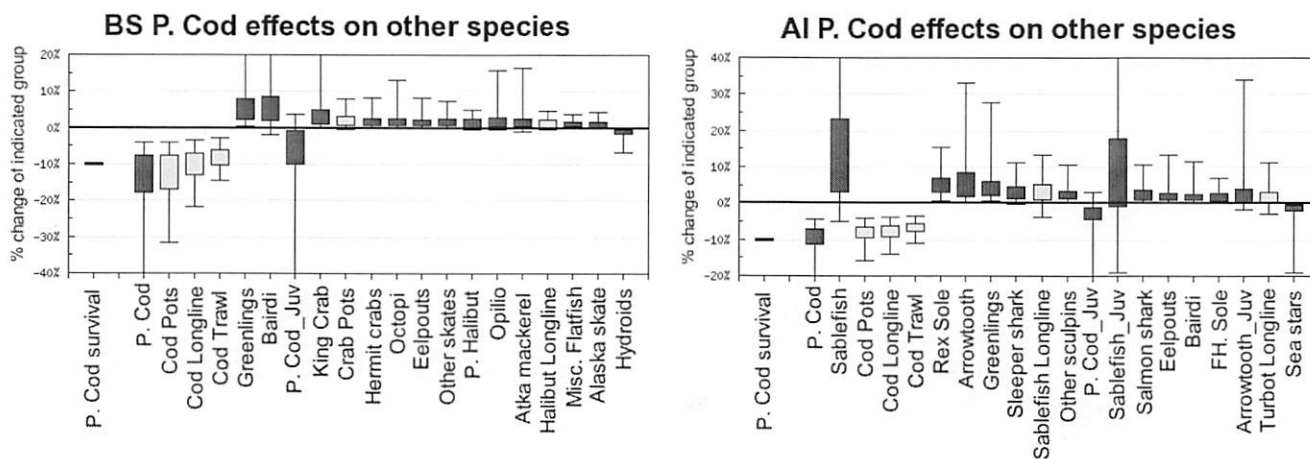 BS P. Cod effects on other species
% change of indicated group
20%
10%
0%
-10%
-20%
-30%
-40%
P. Cod survival
P. Cod
Cod Pots
Cod Longline
Cod Trawl
Greenlings
Bairdi
P. Cod_Juv
King Crab
Crab Pots
Hermit crabs
Octopi
Eelpouts
Other skates
P. Halibut
Opilio
Atka mackerel
Halibut Longline
Misc. Flatfish
Alaska skate
Hydroids
AI P. Cod effects on other species
% change of indicated group
40%
30%
20%
10%
0%
-10%
-20%
P. Cod survival
P. Cod
Sablefish
Cod Pots
Cod Longline
Cod Trawl
Rex Sole
Arrowtooth
Greenlings
Sleeper shark
Sablefish Longline
Other sculpins
P. Cod_Juv
Sablefish_Juv
Salmon shark
Eelpouts
Bairdi
FH. Sole
Arrowtooth_Juv
Turbot Longline
Sea stars